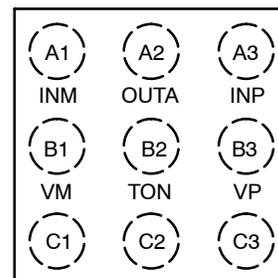 A1 A2 A3
INM OUTA INP
B1 B2 B3
VM TON VP
C1 C2 C3